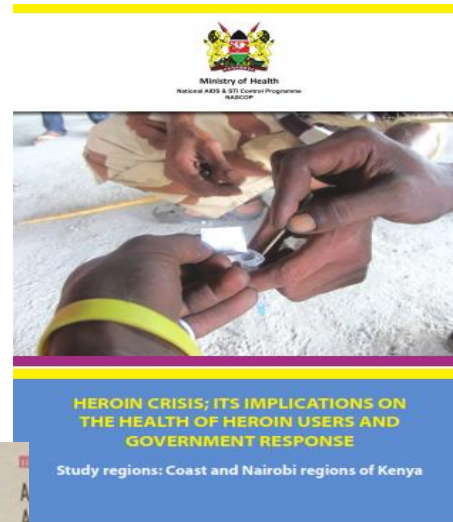 Ministry of Health
National AIDS & STI Control Programme
NASCOP
HEROIN CRISIS; ITS IMPLICATIONS ON
THE HEALTH OF HEROIN USERS AND
GOVERNMENT RESPONSE
Study regions: Coast and Nairobi regions of Kenya
A